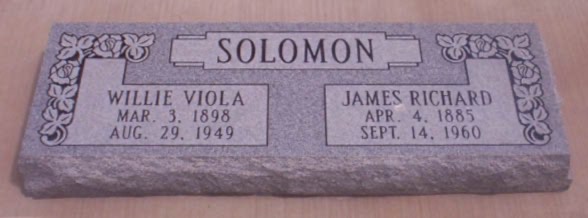 SOLOMON
WILLIE VIOLA
MAR. 3, 1898
AUG. 29, 1949
JAMES RICHARD
APR. 4, 1885
SEPT. 14, 1960